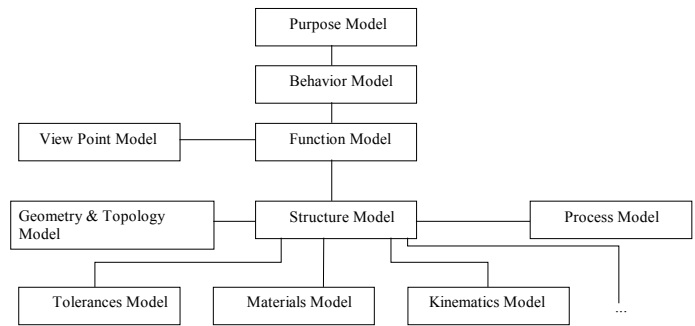 Purpose Model
Behavior Model
View Point Model
Function Model
Geometry & Topology
Model
Structure Model
Process Model
Tolerances Model
Materials Model
Kinematics Model
...